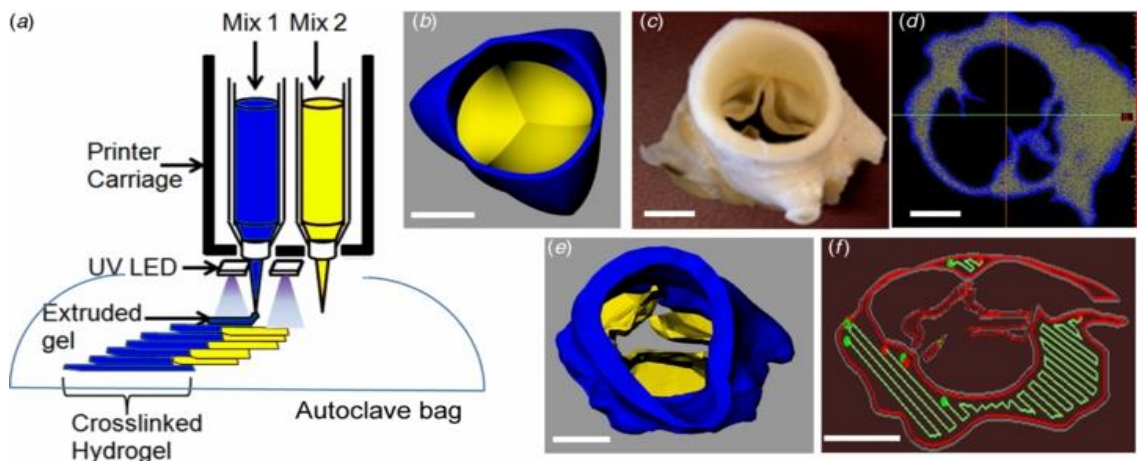 (a)
Mix 1 Mix 2
Printer
Carriage
UV LED
Extruded
gel
Crosslinked
Hydrogel
Autoclave bag
(b)
(c)
(d)
(e)
(f)